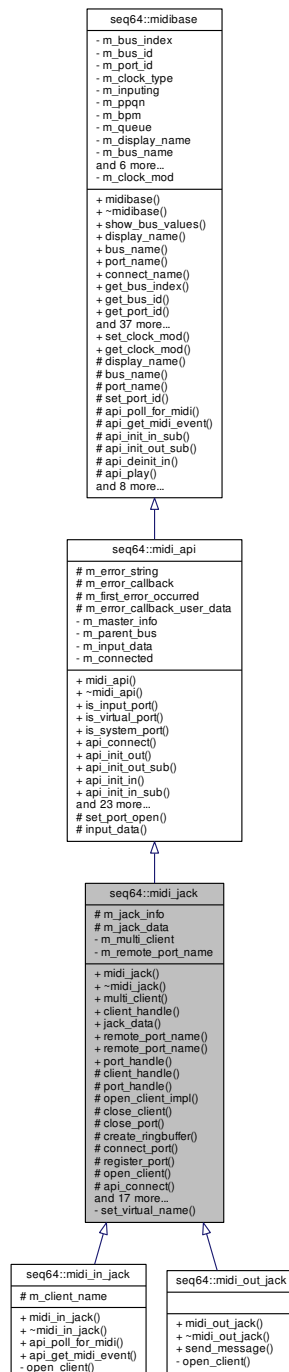 seq64::midibase
- m_bus_index
- m_bus_id
- m_port_id
- m_clock_type
- m_inputing
- m_ppqn
- m_bpm
- m_queue
- m_display_name
- m_bus_name
and 6 more...
- m_clock_mod
+ midibase()
+ ~midibase()
+ show_bus_values()
+ display_name()
+ bus_name()
+ port_name()
+ connect_name()
+ get_bus_index()
+ get_bus_id()
+ get_port_id()
and 37 more...
+ set_clock_mod()
+ get_clock_mod()
# display_name()
# bus_name()
# port_name()
# set_port_id()
# api_poll_for_midi()
# api_get_midi_event()
# api_init_in_sub()
# api_init_out_sub()
# api_deinit_in()
# api_play()
and 8 more...
seq64::midi_api
# m_error_string
# m_error_callback
# m_first_error_occurred
# m_error_callback_user_data
- m_master_info
- m_parent_bus
- m_input_data
- m_connected
+ midi_api()
+ ~midi_api()
+ is_input_port()
+ is_virtual_port()
+ is_system_port()
+ api_connect()
+ api_init_out()
+ api_init_out_sub()
+ api_init_in()
+ api_init_in_sub()
and 23 more...
# set_port_open()
# input_data()
seq64::midi_jack
# m_jack_info
# m_jack_data
- m_multi_client
- m_remote_port_name
+ midi_jack()
+ ~midi_jack()
+ multi_client()
+ client_handle()
+ jack_data()
+ remote_port_name()
+ remote_port_name()
+ port_handle()
# client_handle()
# port_handle()
# open_client_impl()
# close_client()
# close_port()
# create_ringbuffer()
# connect_port()
# register_port()
# open_client()
# api_connect()
and 17 more...
- set_virtual_name()
seq64::midi_in_jack
# m_client_name
+ midi_in_jack()
+ ~midi_in_jack()
+ api_poll_for_midi()
+ api_get_midi_event()
- open_client()
seq64::midi_out_jack
+ midi_out_jack()
+ ~midi_out_jack()
+ send_message()
- open_client()